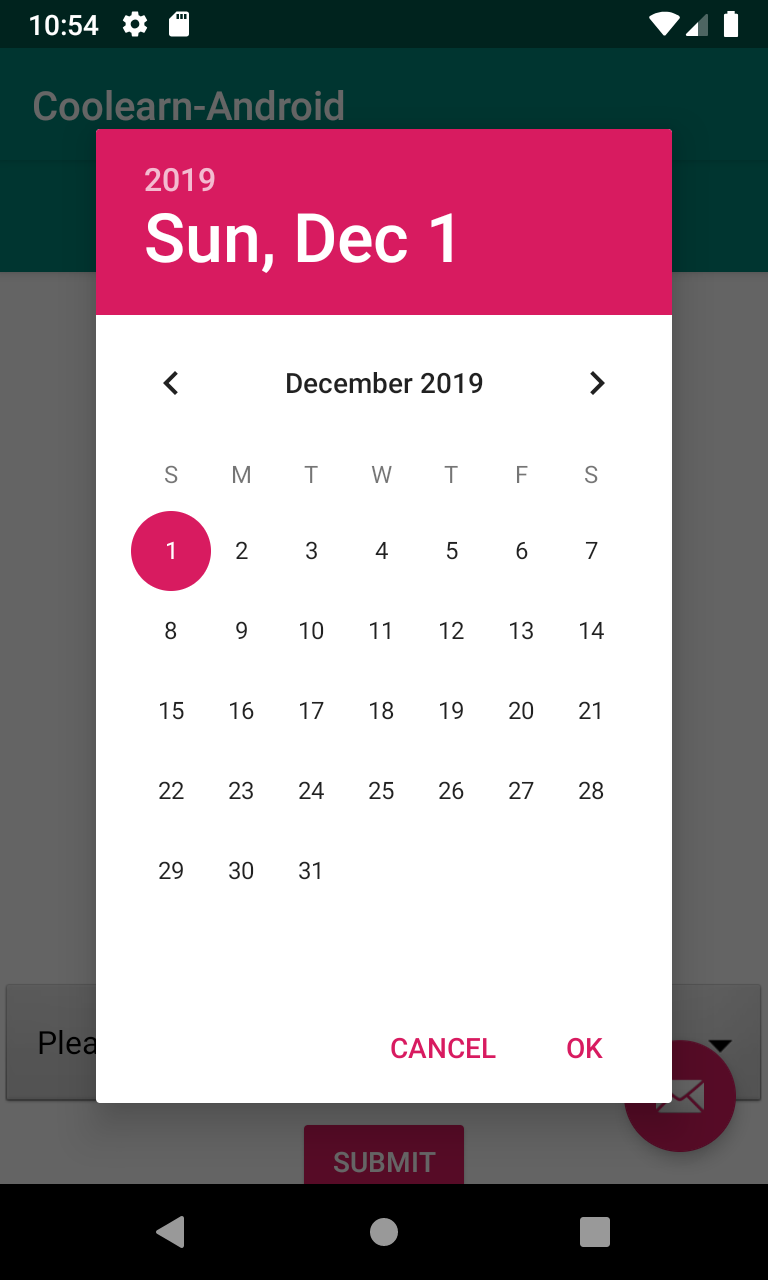 10:54
Coolearn-Android
2019
Sun, Dec 1
December 2019
S M T W T F S
1 2 3 4 5 6 7
8 9 10 11 12 13 14
15 16 17 18 19 20 21
22 23 24 25 26 27 28
29 30 31
Plea
CANCEL OK
SUBMIT